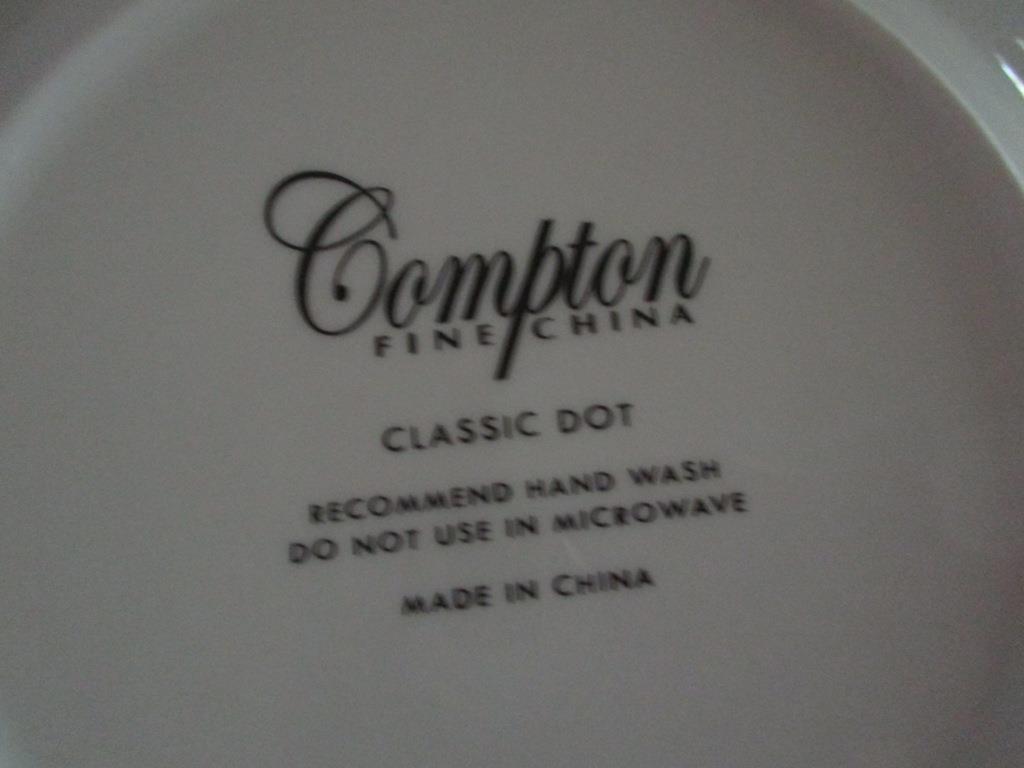 Compton
FINE CHINA
CLASSIC DOT
RECOMMEND HAND WASH
DO NOT USE IN MICROWAVE
MADE IN CHINA